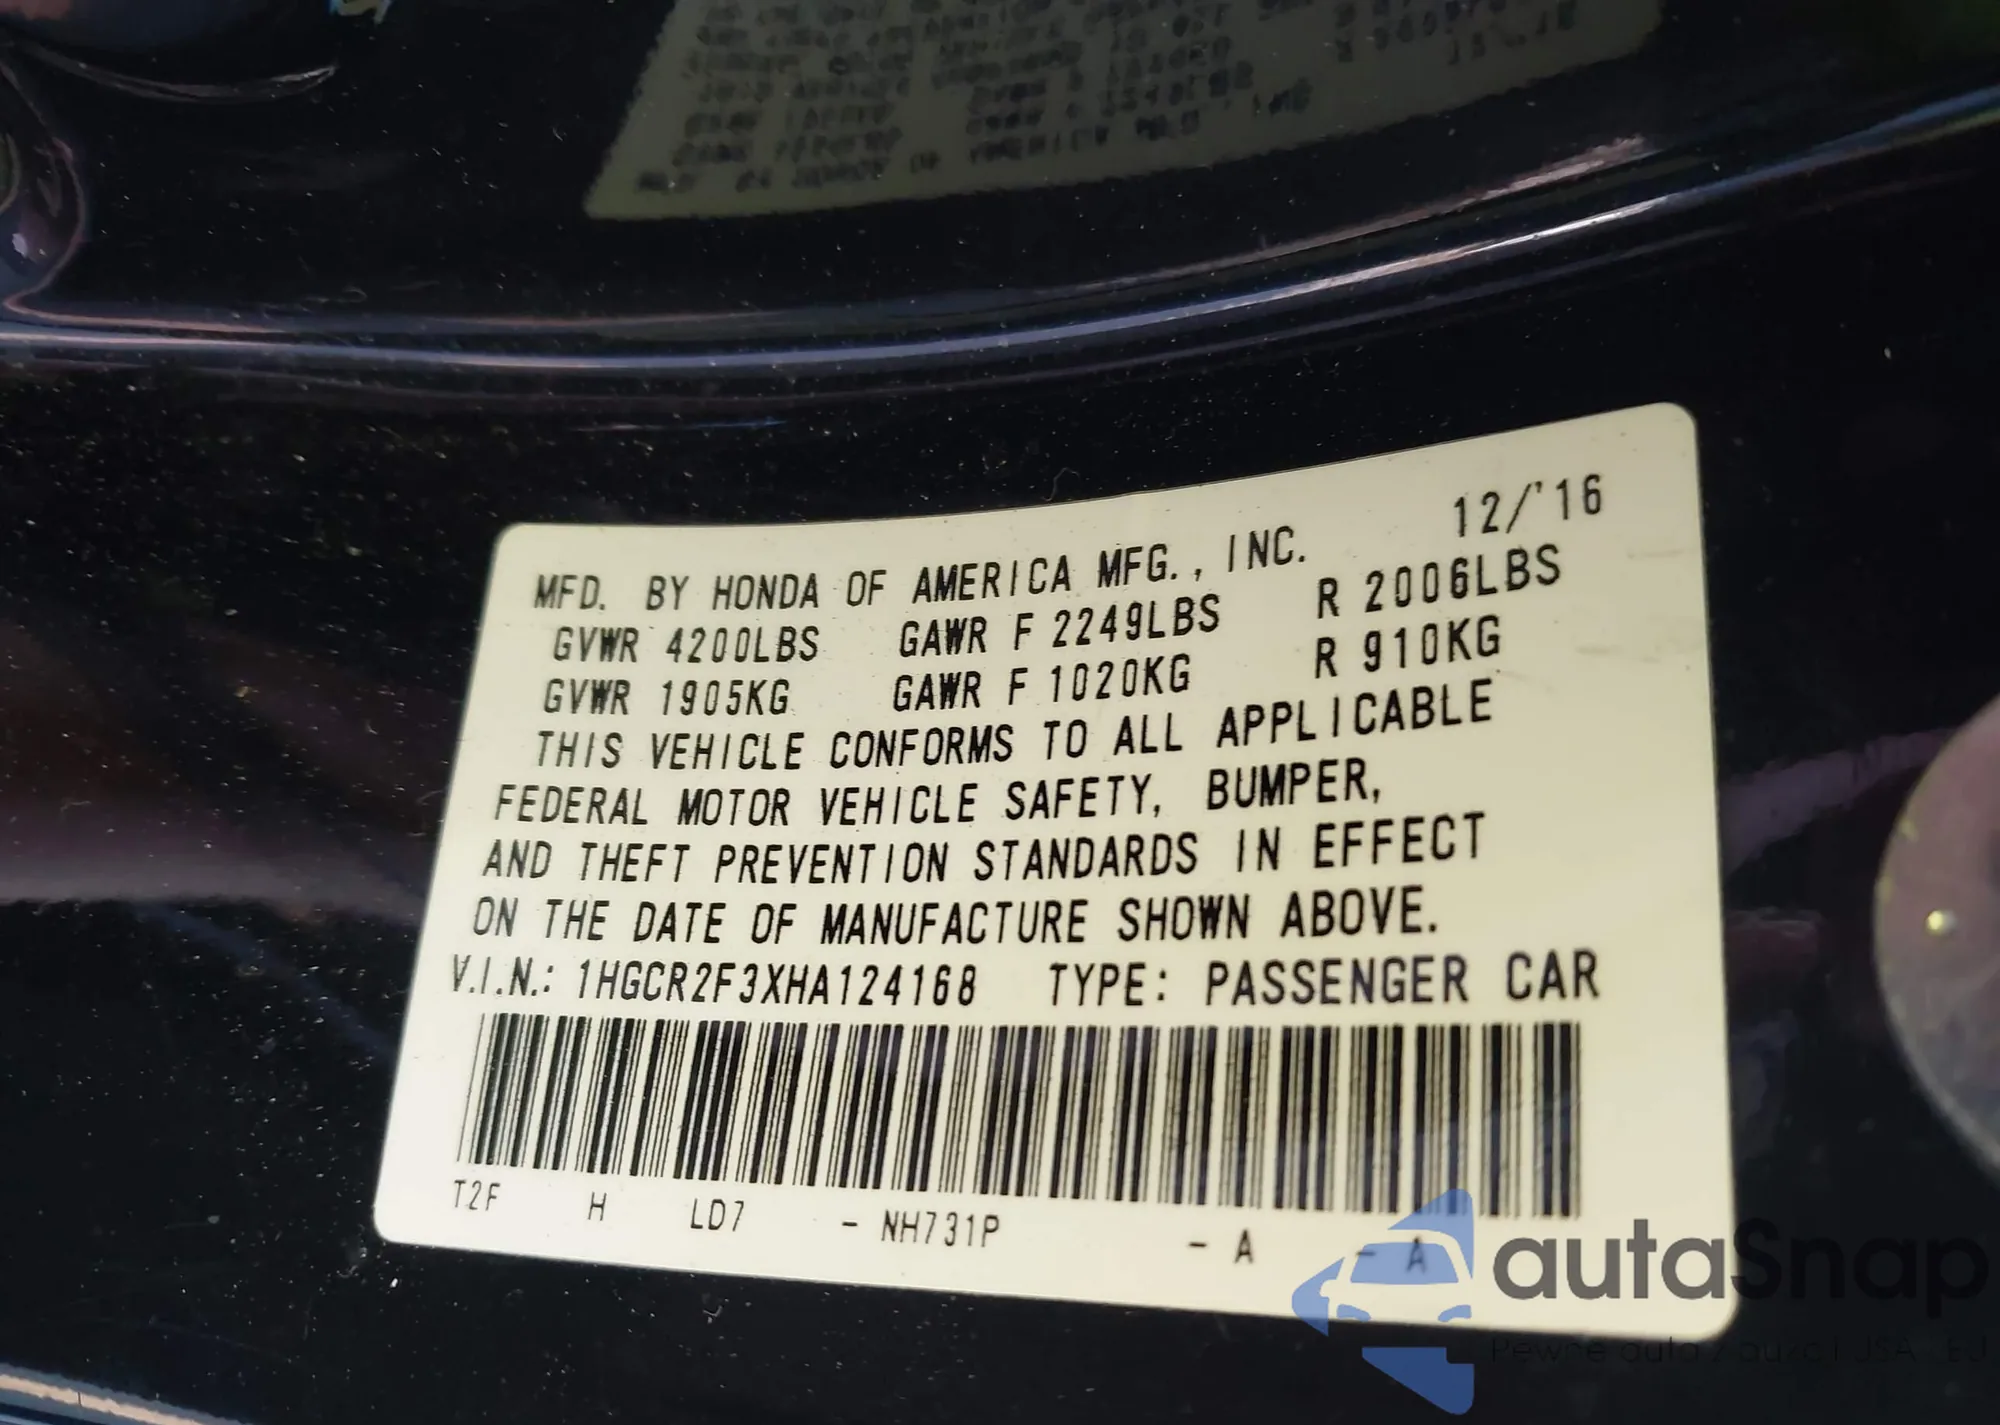 12/'16
MFD. BY HONDA OF AMERICA MFG., INC.
GVWR 4200LBS GAWR F 2249LBS R 2006LBS
GVWR 1905KG GAWR F 1020KG R 910KG
THIS VEHICLE CONFORMS TO ALL APPLICABLE
FEDERAL MOTOR VEHICLE SAFETY, BUMPER,
AND THEFT PREVENTION STANDARDS IN EFFECT
ON THE DATE OF MANUFACTURE SHOWN ABOVE.
V.I.N.: 1HGCR2F3XHA124168 TYPE: PASSENGER CAR
T2F H LD7 - NH731P - A - A
autaSnap
Pewne auta z